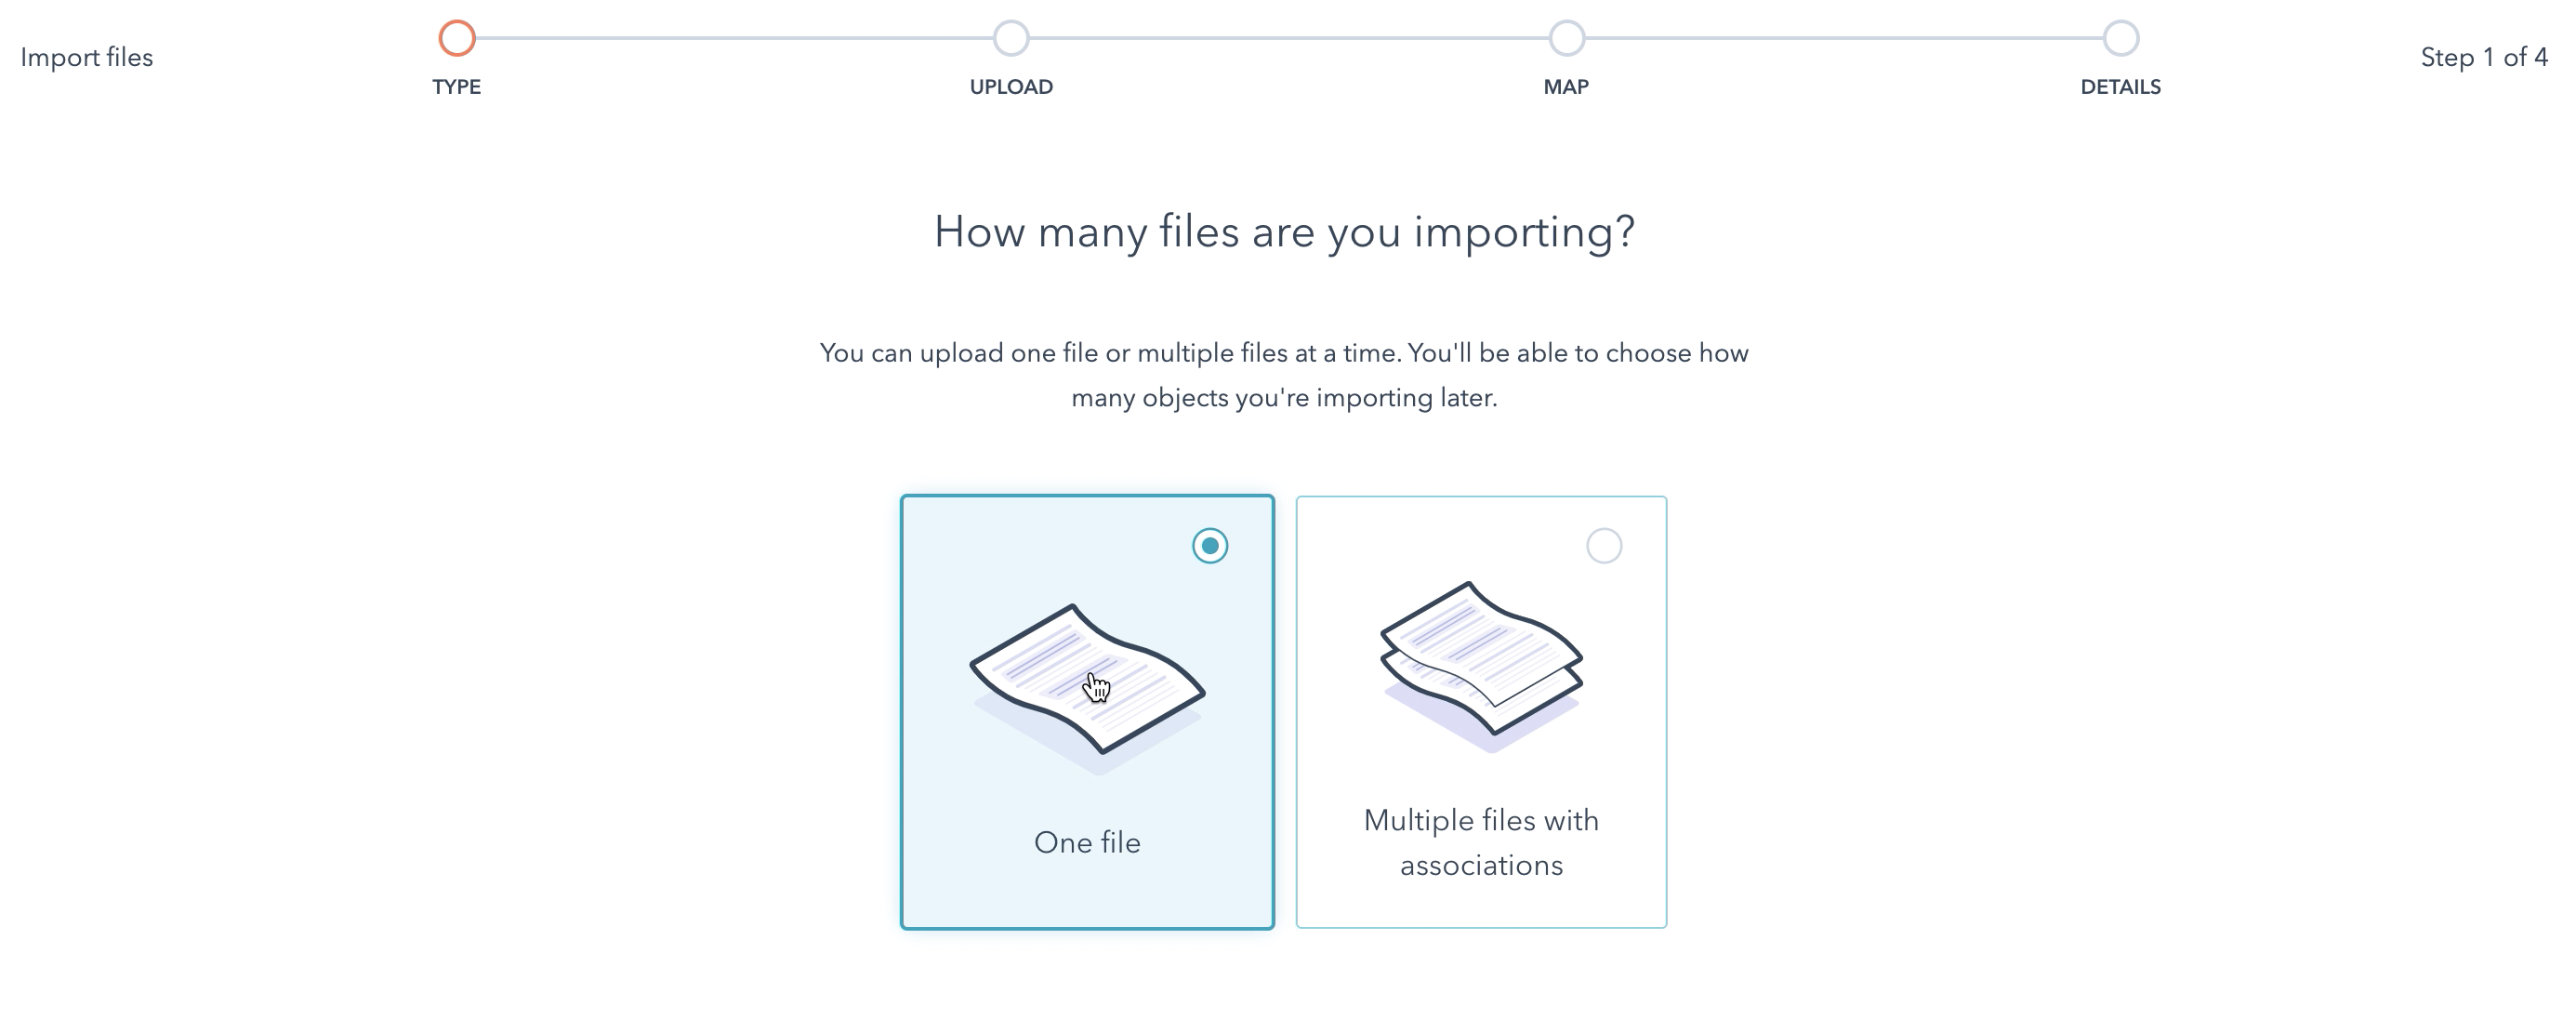 Import files
TYPE
UPLOAD
MAP
DETAILS
Step 1 of 4
How many files are you importing?
You can upload one file or multiple files at a time. You'll be able to choose how
many objects you're importing later.
One file
Multiple files with
associations